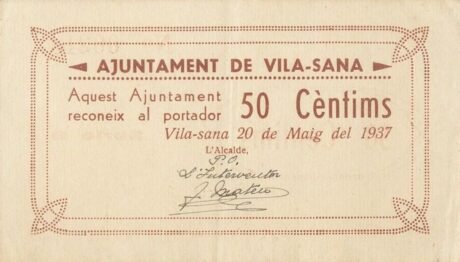 AJUNTAMENT DE VILA-SANA
Aquest Ajuntament
reconeix al portador
50 Cèntims
Vila-sana 20 de Maig del 1937
L'Alcalde,
P.O.
L'Interventor